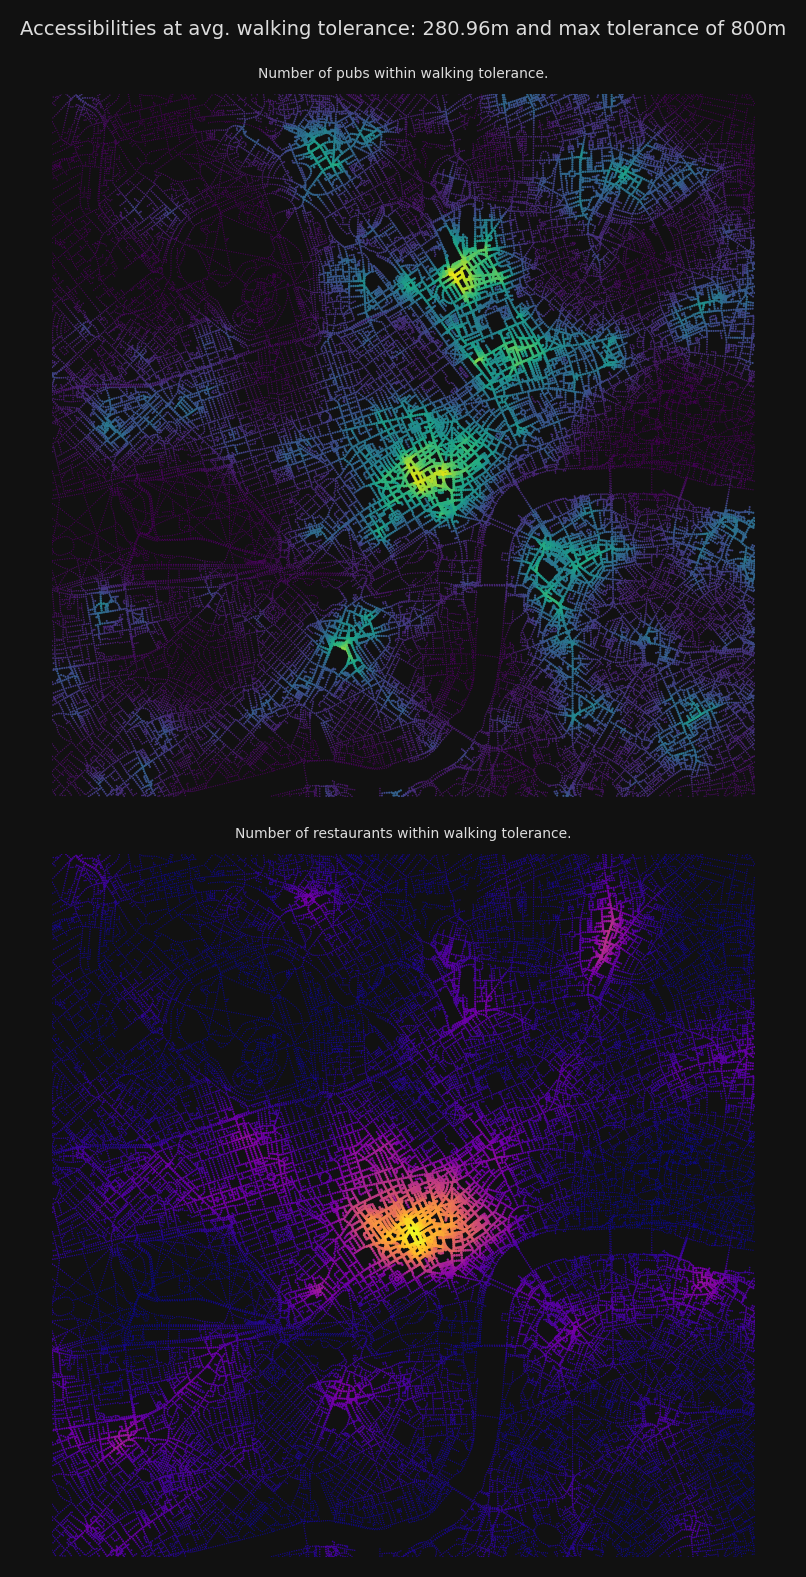 Accessibilities at avg. walking tolerance: 280.96m and max tolerance of 800m
Number of pubs within walking tolerance.
Number of restaurants within walking tolerance.